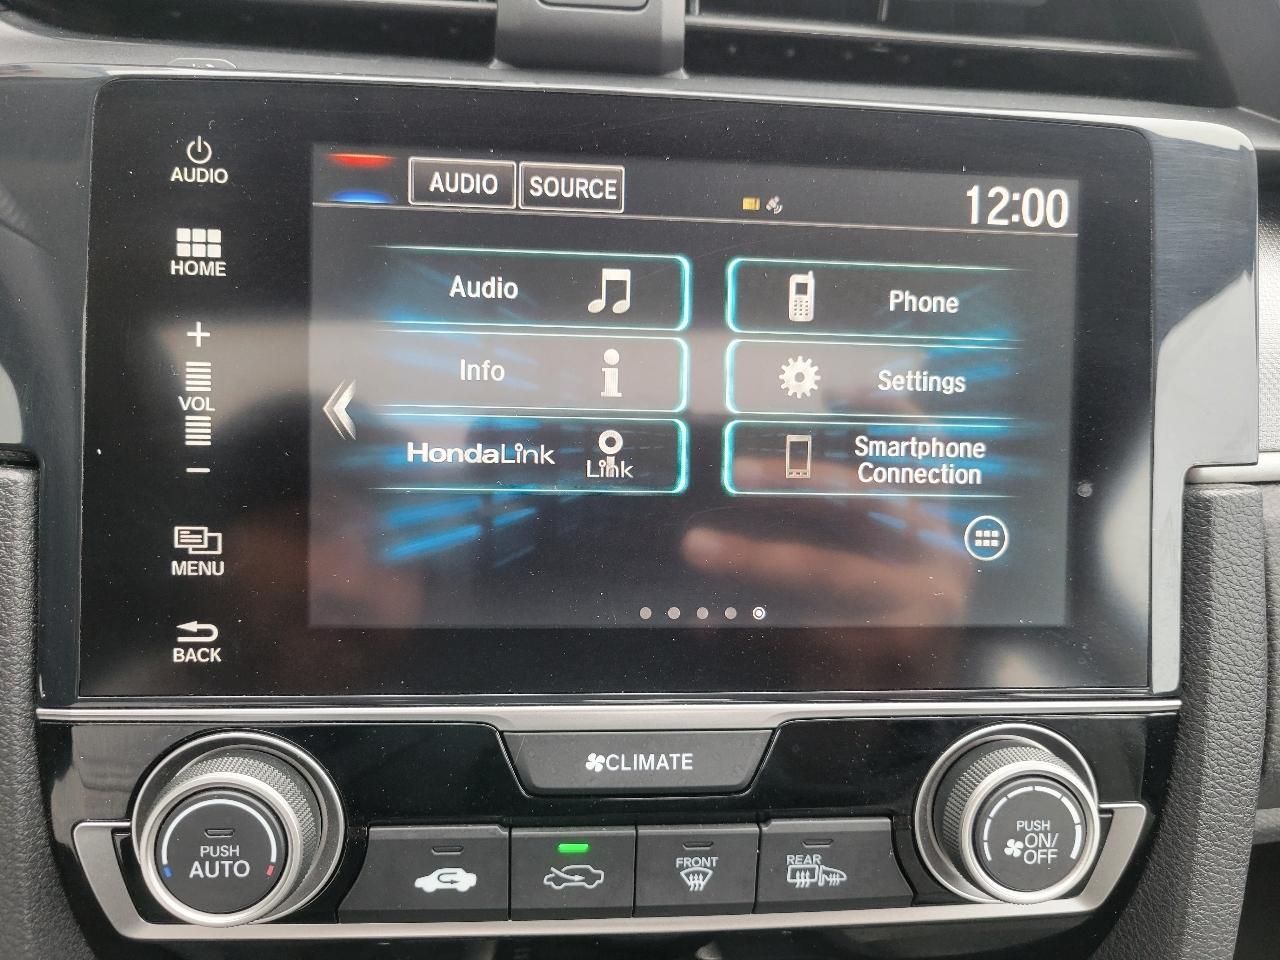 AUDIO
HOME
+
VOL
−
MENU
BACK
AUDIO
SOURCE
12:00
Audio
Phone
Info
Settings
HondaLink
Link
Smartphone
Connection
CLIMATE
PUSH
AUTO
FRONT
REAR
PUSH
ON/
OFF